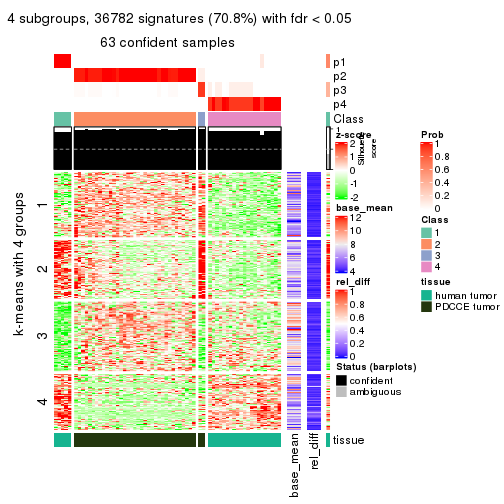 4 subgroups, 36782 signatures (70.8%) with fdr < 0.05
63 confident samples
p1
p2
p3
p4
Class
1
Silhouette
score
k-means with 4 groups
1
2
3
4
tissue
base_mean
rel_diff
z-score
2
1
0
-1
-2
base_mean
12
10
8
6
4
rel_diff
1
0.8
0.6
0.4
0.2
0
Status (barplots)
confident
ambiguous
Prob
1
0.8
0.6
0.4
0.2
0
Class
1
2
3
4
tissue
human tumor
PDCCE tumor